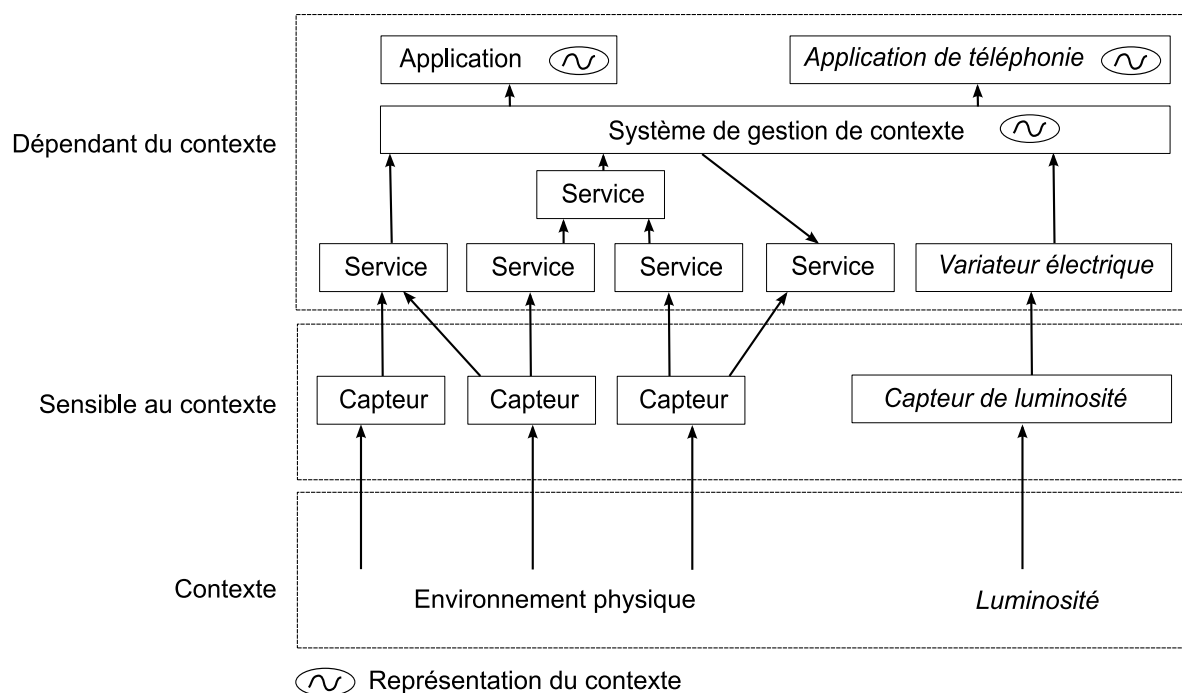 Application
Application de téléphonie
Système de gestion de contexte
Dépendant du contexte
Service
Service
Service
Service
Service
Variateur électrique
Sensible au contexte
Capteur
Capteur
Capteur
Capteur de luminosité
Contexte
Environnement physique
Luminosité
Représentation du contexte